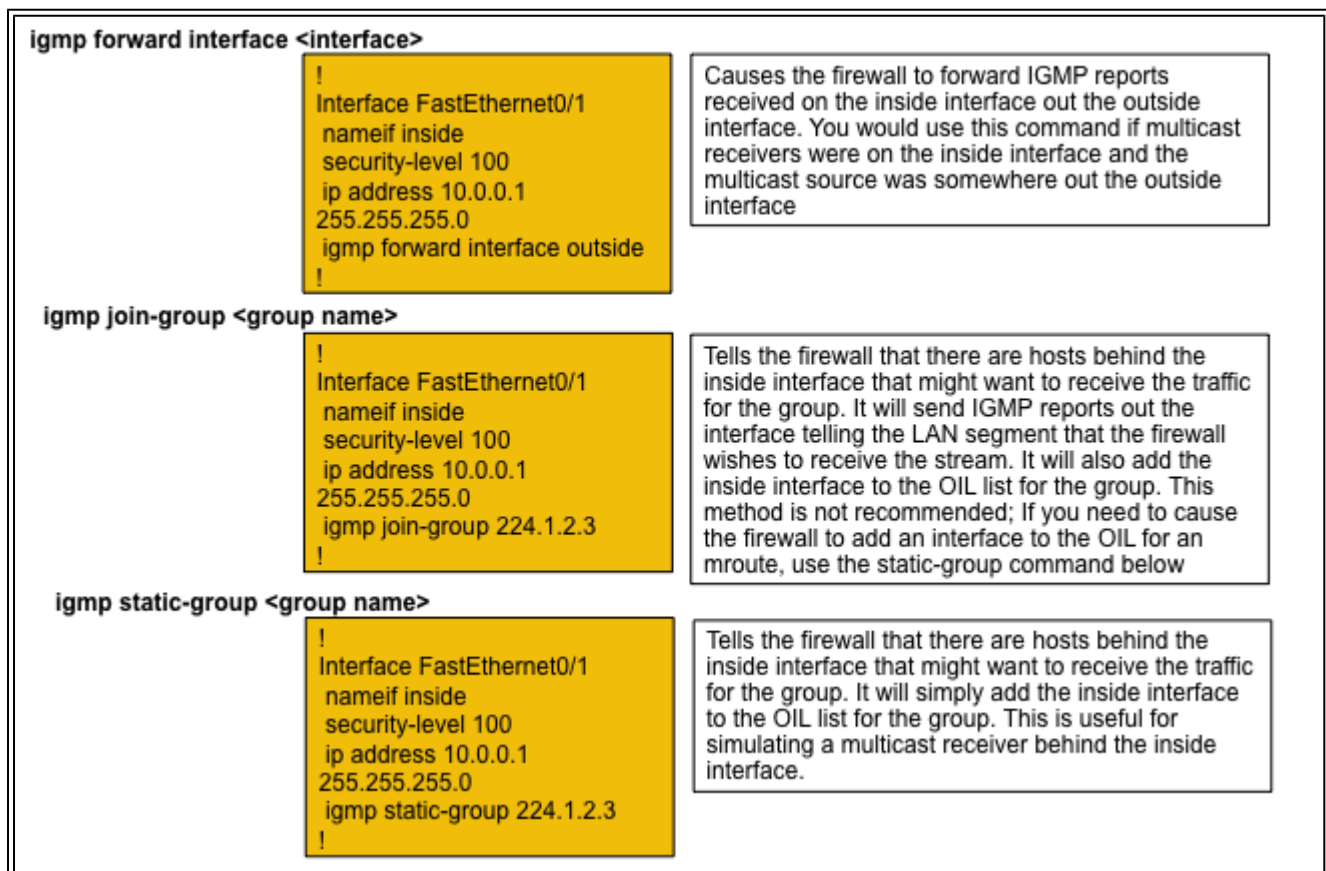 igmp forward interface <interface>
!
Interface FastEthernet0/1
nameif inside
security-level 100
ip address 10.0.0.1
255.255.255.0
igmp forward interface outside
!
Causes the firewall to forward IGMP reports
received on the inside interface out the outside
interface. You would use this command if multicast
receivers were on the inside interface and the
multicast source was somewhere out the outside
interface
igmp join-group <group name>
!
Interface FastEthernet0/1
nameif inside
security-level 100
ip address 10.0.0.1
255.255.255.0
igmp join-group 224.1.2.3
!
Tells the firewall that there are hosts behind the
inside interface that might want to receive the traffic
for the group. It will send IGMP reports out the
interface telling the LAN segment that the firewall
wishes to receive the stream. It will also add the
inside interface to the OIL list for the group. This
method is not recommended; If you need to cause
the firewall to add an interface to the OIL for an
mroute, use the static-group command below
igmp static-group <group name>
!
Interface FastEthernet0/1
nameif inside
security-level 100
ip address 10.0.0.1
255.255.255.0
igmp static-group 224.1.2.3
!
Tells the firewall that there are hosts behind the
inside interface that might want to receive the traffic
for the group. It will simply add the inside interface
to the OIL list for the group. This is useful for
simulating a multicast receiver behind the inside
interface.